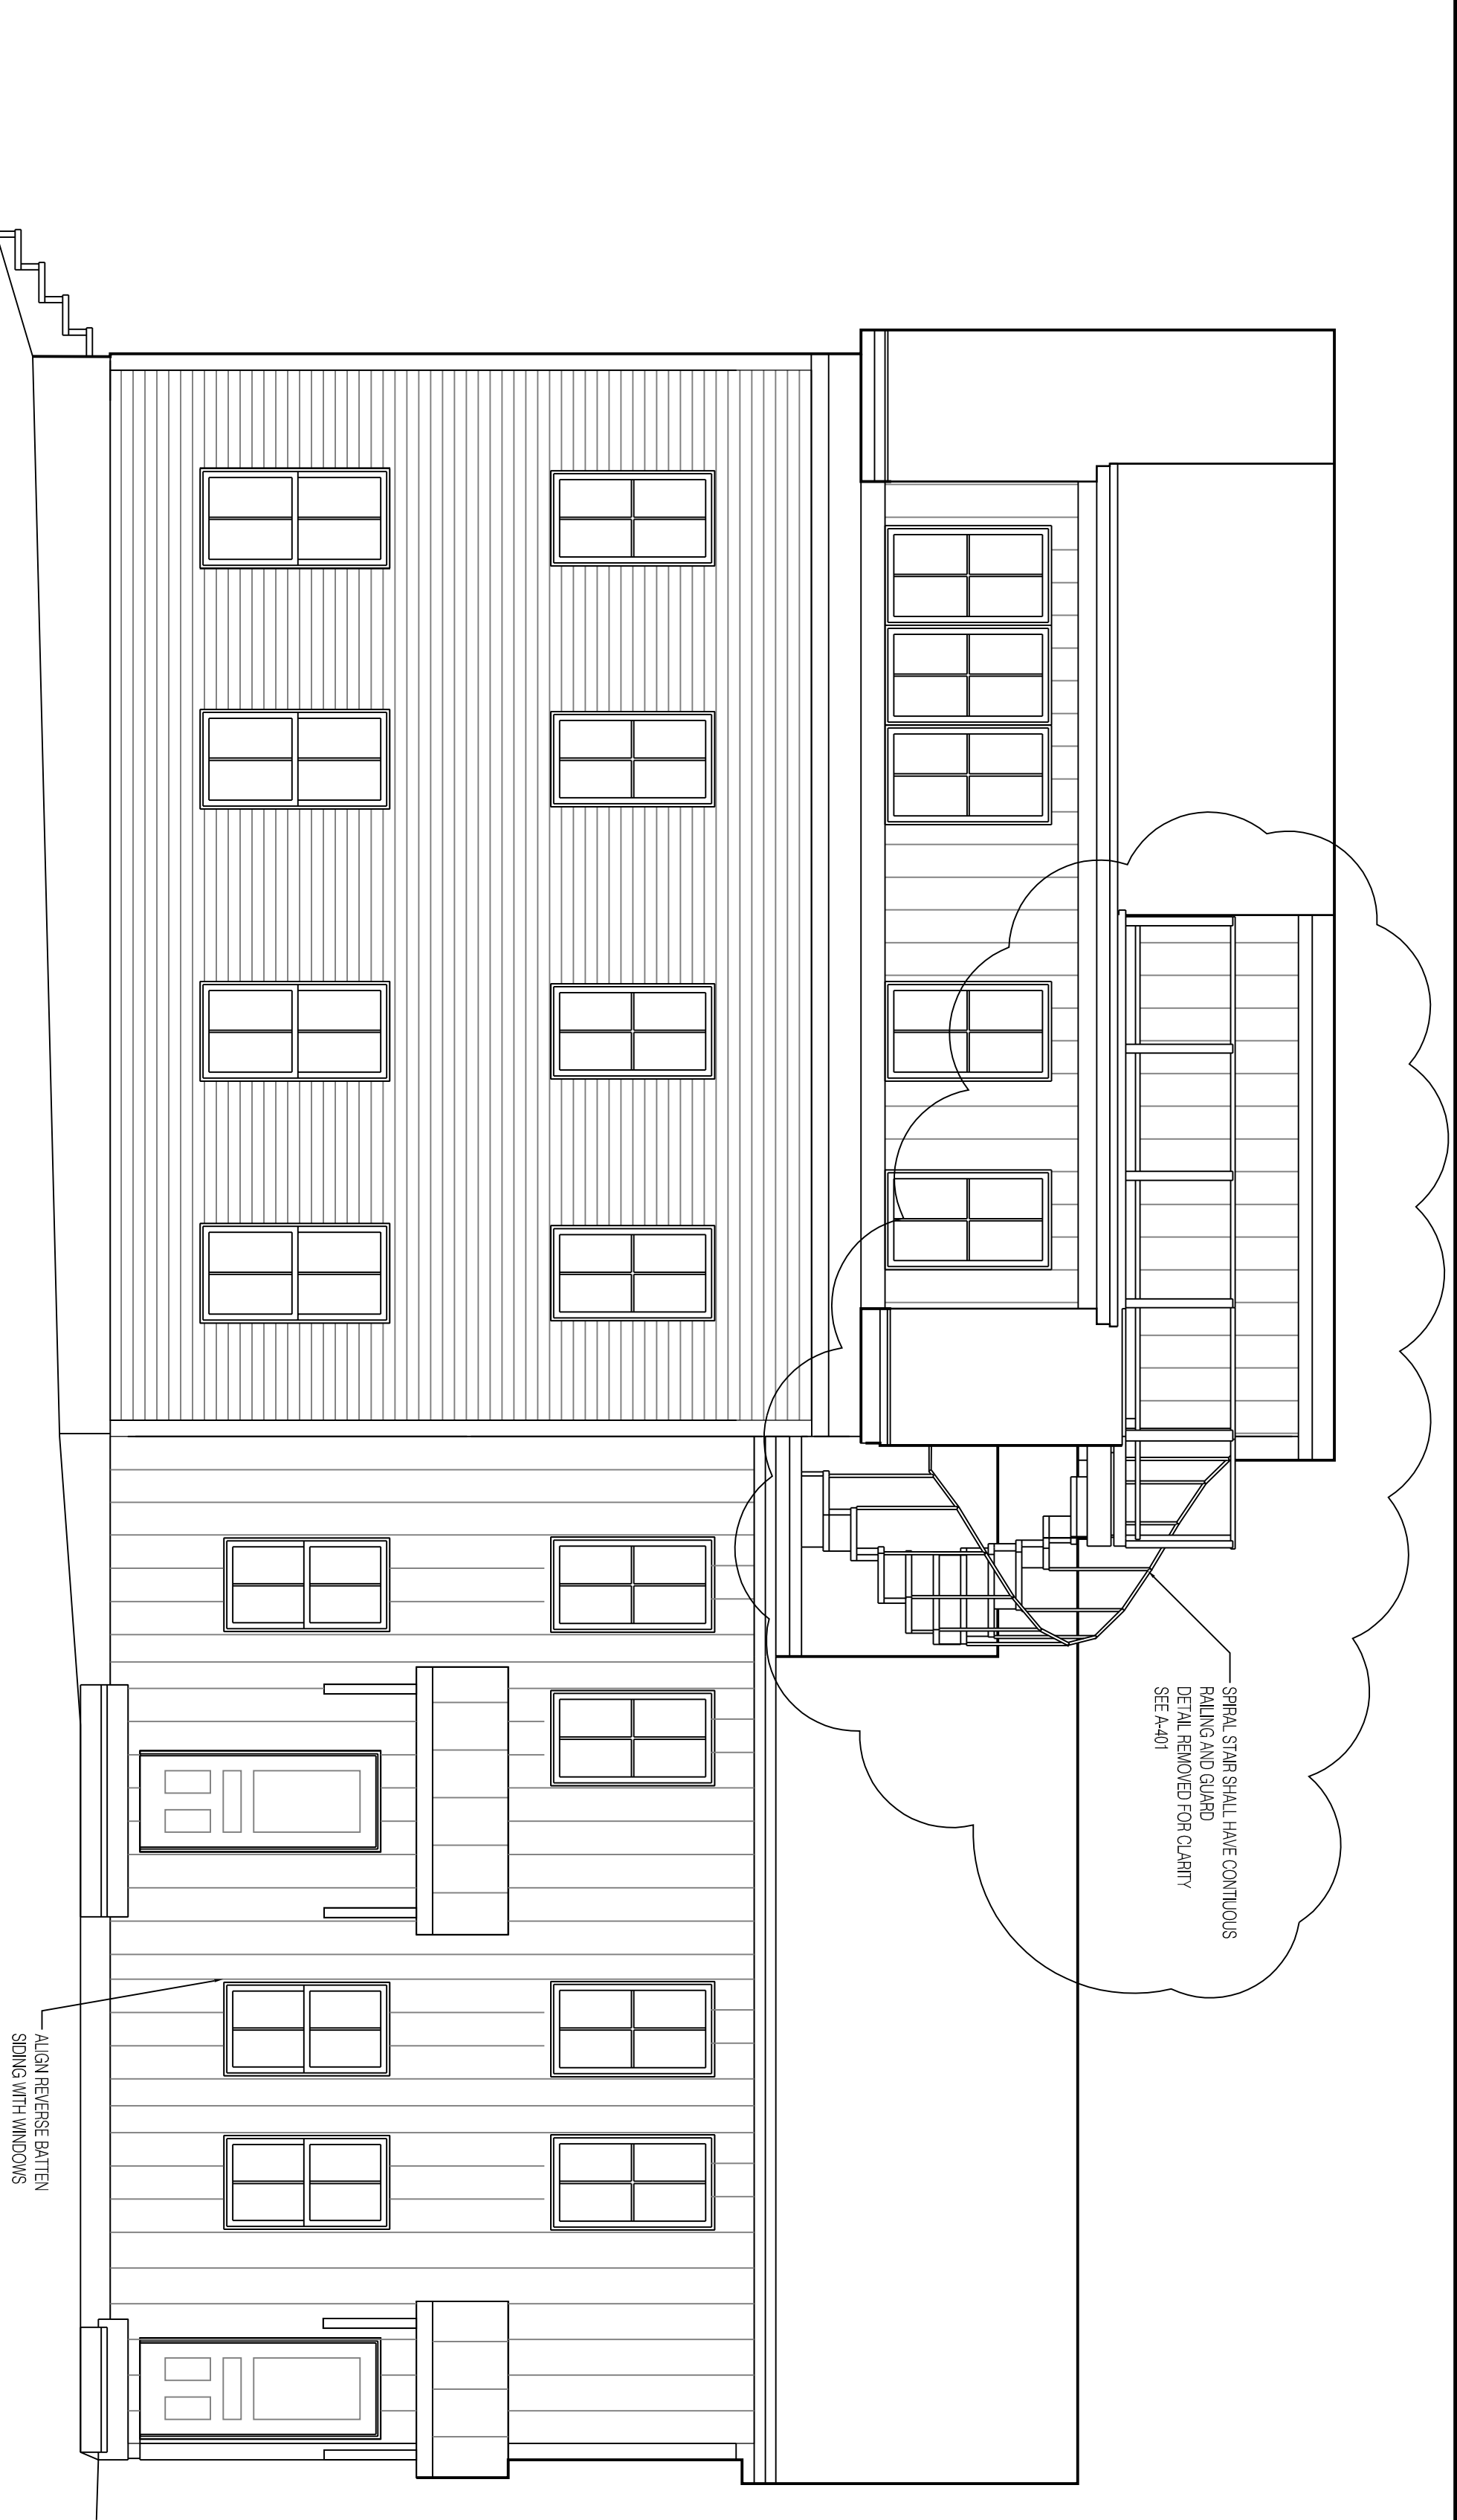 SPIRAL STAIR SHALL HAVE CONTIUOUS
RAILING AND GUARD
DETAIL REMOVED FOR CLARITY
SEE A-401
ALIGN REVERSE BATTEN
SIDING WITH WINDOWS